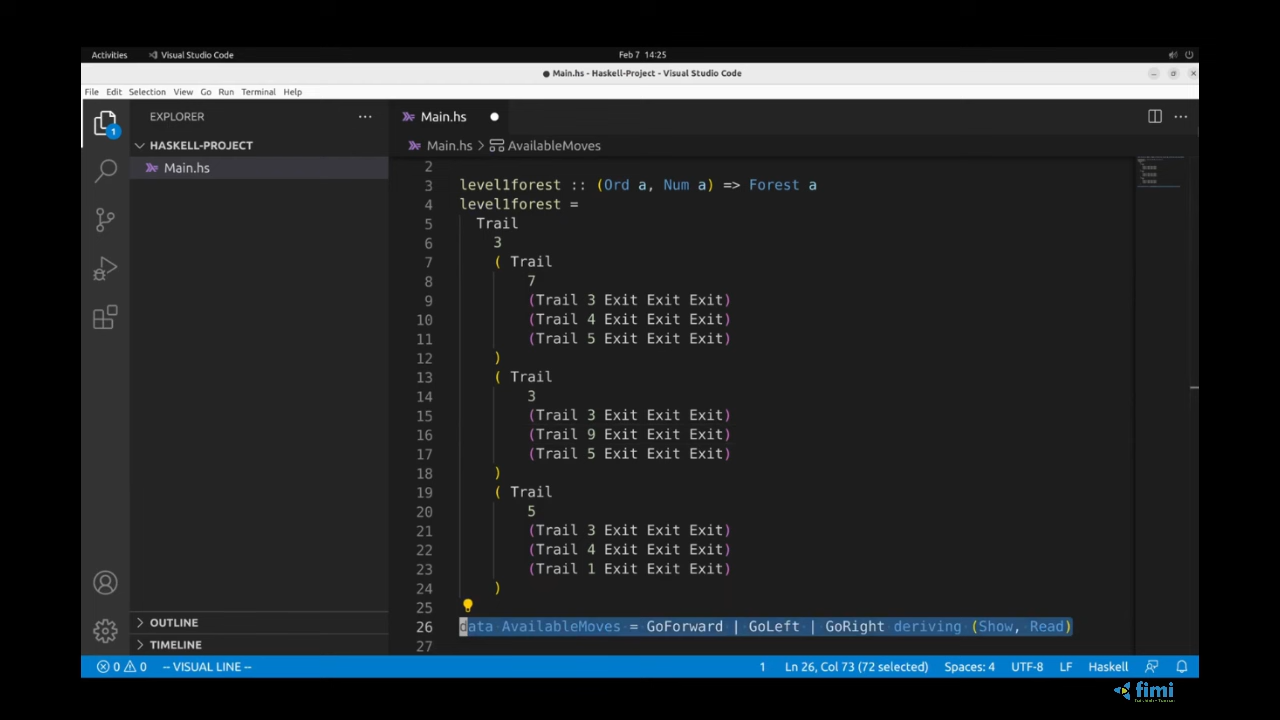 Activities Visual Studio Code Feb 7 14:25
Main.hs - Haskell-Project - Visual Studio Code
File Edit Selection View Go Run Terminal Help
EXPLORER
HASKELL-PROJECT
Main.hs
1
Main.hs
Main.hs > AvailableMoves
2
3 level1forest :: (Ord a, Num a) => Forest a
4 level1forest =
5 Trail
6 3
7 ( Trail
8 7
9 (Trail 3 Exit Exit Exit)
10 (Trail 4 Exit Exit Exit)
11 (Trail 5 Exit Exit Exit)
12 )
13 ( Trail
14 3
15 (Trail 3 Exit Exit Exit)
16 (Trail 9 Exit Exit Exit)
17 (Trail 5 Exit Exit Exit)
18 )
19 ( Trail
20 5
21 (Trail 3 Exit Exit Exit)
22 (Trail 4 Exit Exit Exit)
23 (Trail 1 Exit Exit Exit)
24 )
25
26 data AvailableMoves = GoForward | GoLeft | GoRight deriving (Show, Read)
27
OUTLINE
TIMELINE
0 0 -- VISUAL LINE -- 1 Ln 26, Col 73 (72 selected) Spaces: 4 UTF-8 LF Haskell
fimi